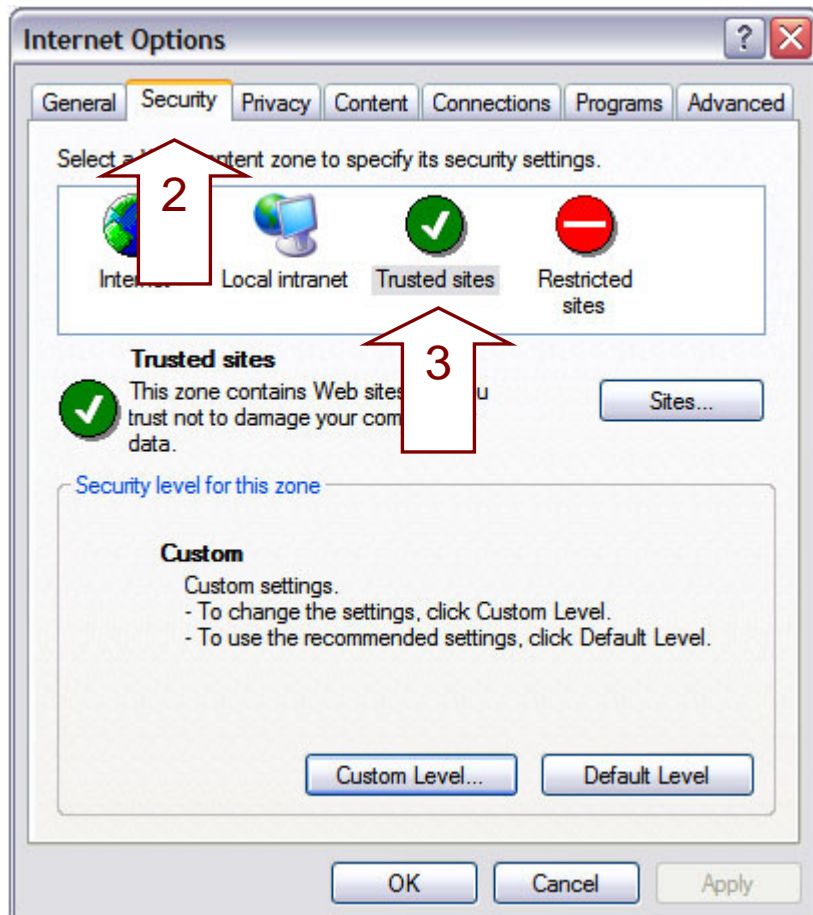 Internet Options
?
General Security Privacy Content Connections Programs Advanced
Select a content zone to specify its security settings.
2
Internet Local intranet Trusted sites Restricted
sites
3
Trusted sites
This zone contains Web sites
trust not to damage your
data.
Sites...
Security level for this zone
Custom
Custom settings.
- To change the settings, click Custom Level.
- To use the recommended settings, click Default Level.
Custom Level... Default Level
OK Cancel Apply